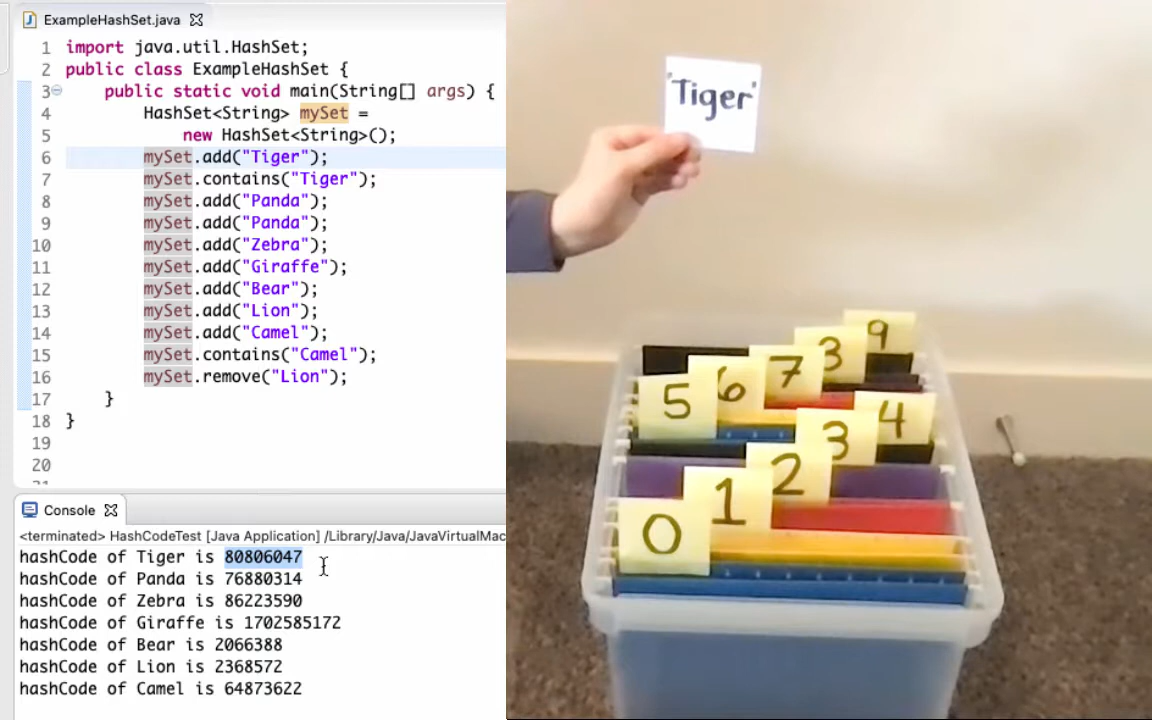 ExampleHashSet.java
1 import java.util.HashSet;
2 public class ExampleHashSet {
3 public static void main(String[] args) {
4 HashSet<String> mySet =
5 new HashSet<String>();
6 mySet.add("Tiger");
7 mySet.contains("Tiger");
8 mySet.add("Panda");
9 mySet.add("Panda");
10 mySet.add("Zebra");
11 mySet.add("Giraffe");
12 mySet.add("Bear");
13 mySet.add("Lion");
14 mySet.add("Camel");
15 mySet.contains("Camel");
16 mySet.remove("Lion");
17 }
18 }
19
20
Console
<terminated> HashCodeTest [Java Application] /Library/Java/JavaVirtualMac
hashCode of Tiger is 80806047
hashCode of Panda is 76880314
hashCode of Zebra is 86223590
hashCode of Giraffe is 1702585172
hashCode of Bear is 2066388
hashCode of Lion is 2368572
hashCode of Camel is 64873622
"Tiger"
9
3
7
6
5
4
3
2
1
0